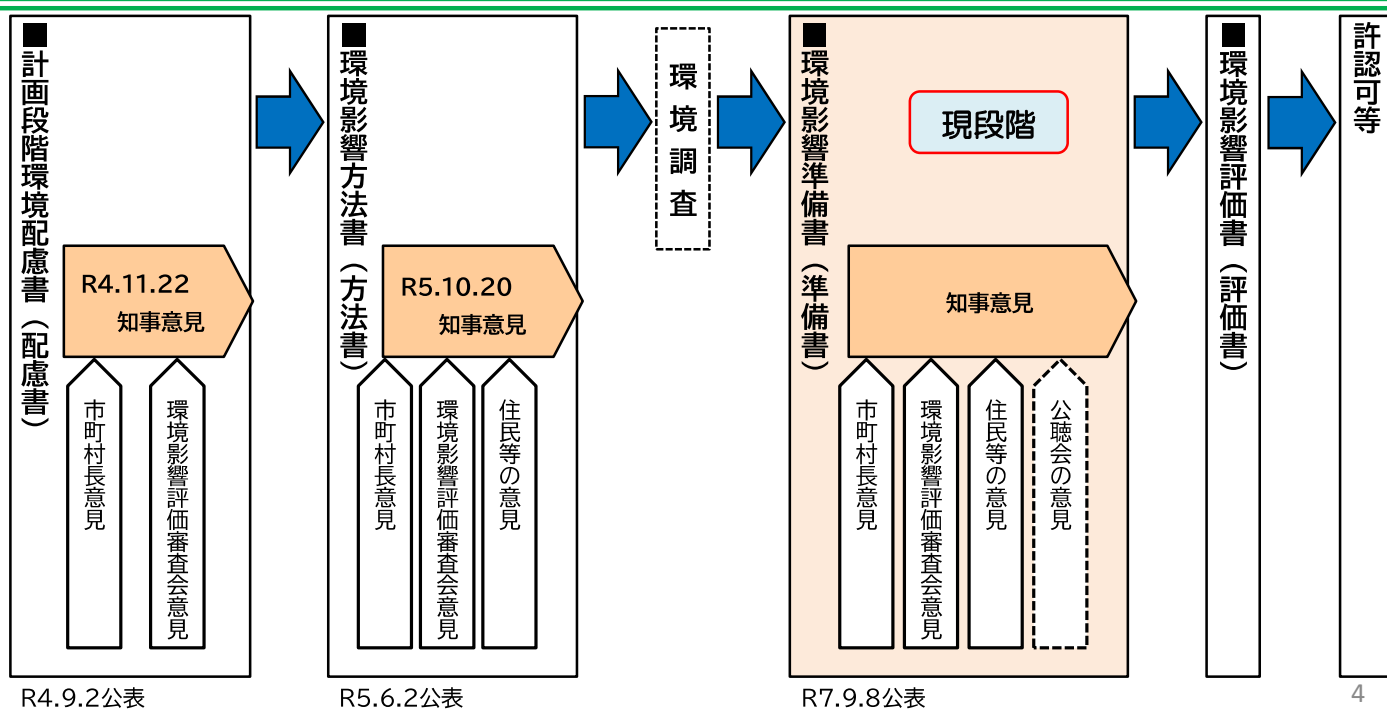 ■計画段階環境配慮書（配慮書）
R4.11.22
知事意見
市町村長意見
環境影響評価審査会意見
R4.9.2公表
■環境影響方法書（方法書）
R5.10.20
知事意見
市町村長意見
環境影響評価審査会意見
住民等の意見
R5.6.2公表
環境調査
■環境影響準備書（準備書）
現段階
知事意見
市町村長意見
環境影響評価審査会意見
住民等の意見
公聴会の意見
R7.9.8公表
■環境影響評価書（評価書）
許認可等
4